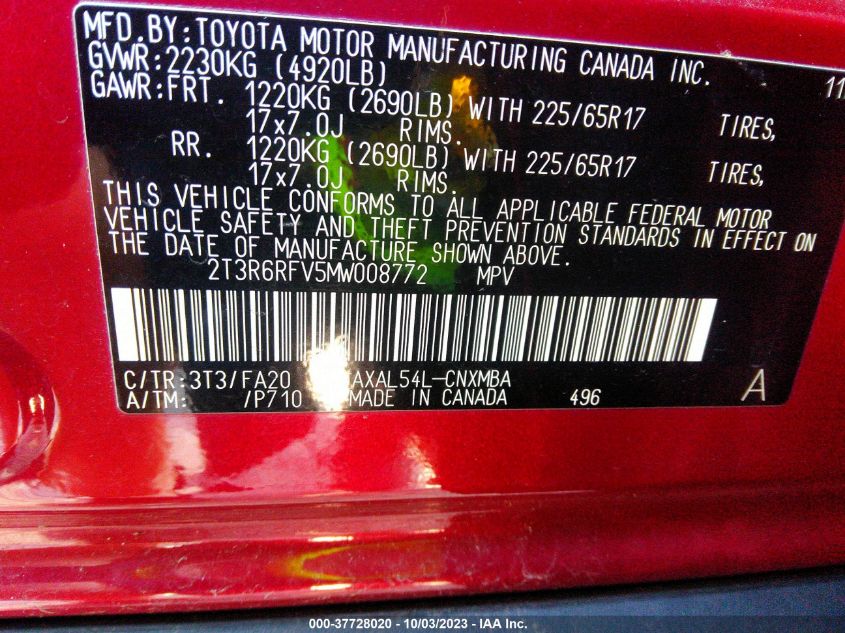 MFD.BY:TOYOTA MOTOR MANUFACTURING CANADA INC. 11
GVWR:2230KG (4920LB)
GAWR:FRT. 1220KG (2690LB) WITH 225/65R17 TIRES,
17x7.0J RIMS.
RR. 1220KG (2690LB) WITH 225/65R17 TIRES,
17x7.0J RIMS.
THIS VEHICLE CONFORMS TO ALL APPLICABLE FEDERAL MOTOR
VEHICLE SAFETY AND THEFT PREVENTION STANDARDS IN EFFECT ON
THE DATE OF MANUFACTURE SHOWN ABOVE.
2T3R6RFV5MW008772 MPV
C/TR:3T3/FA20 AXAL54L-CNXMBA
A/TM: /P710 MADE IN CANADA 496 A
000-37728020 - 10/03/2023 - IAA Inc.